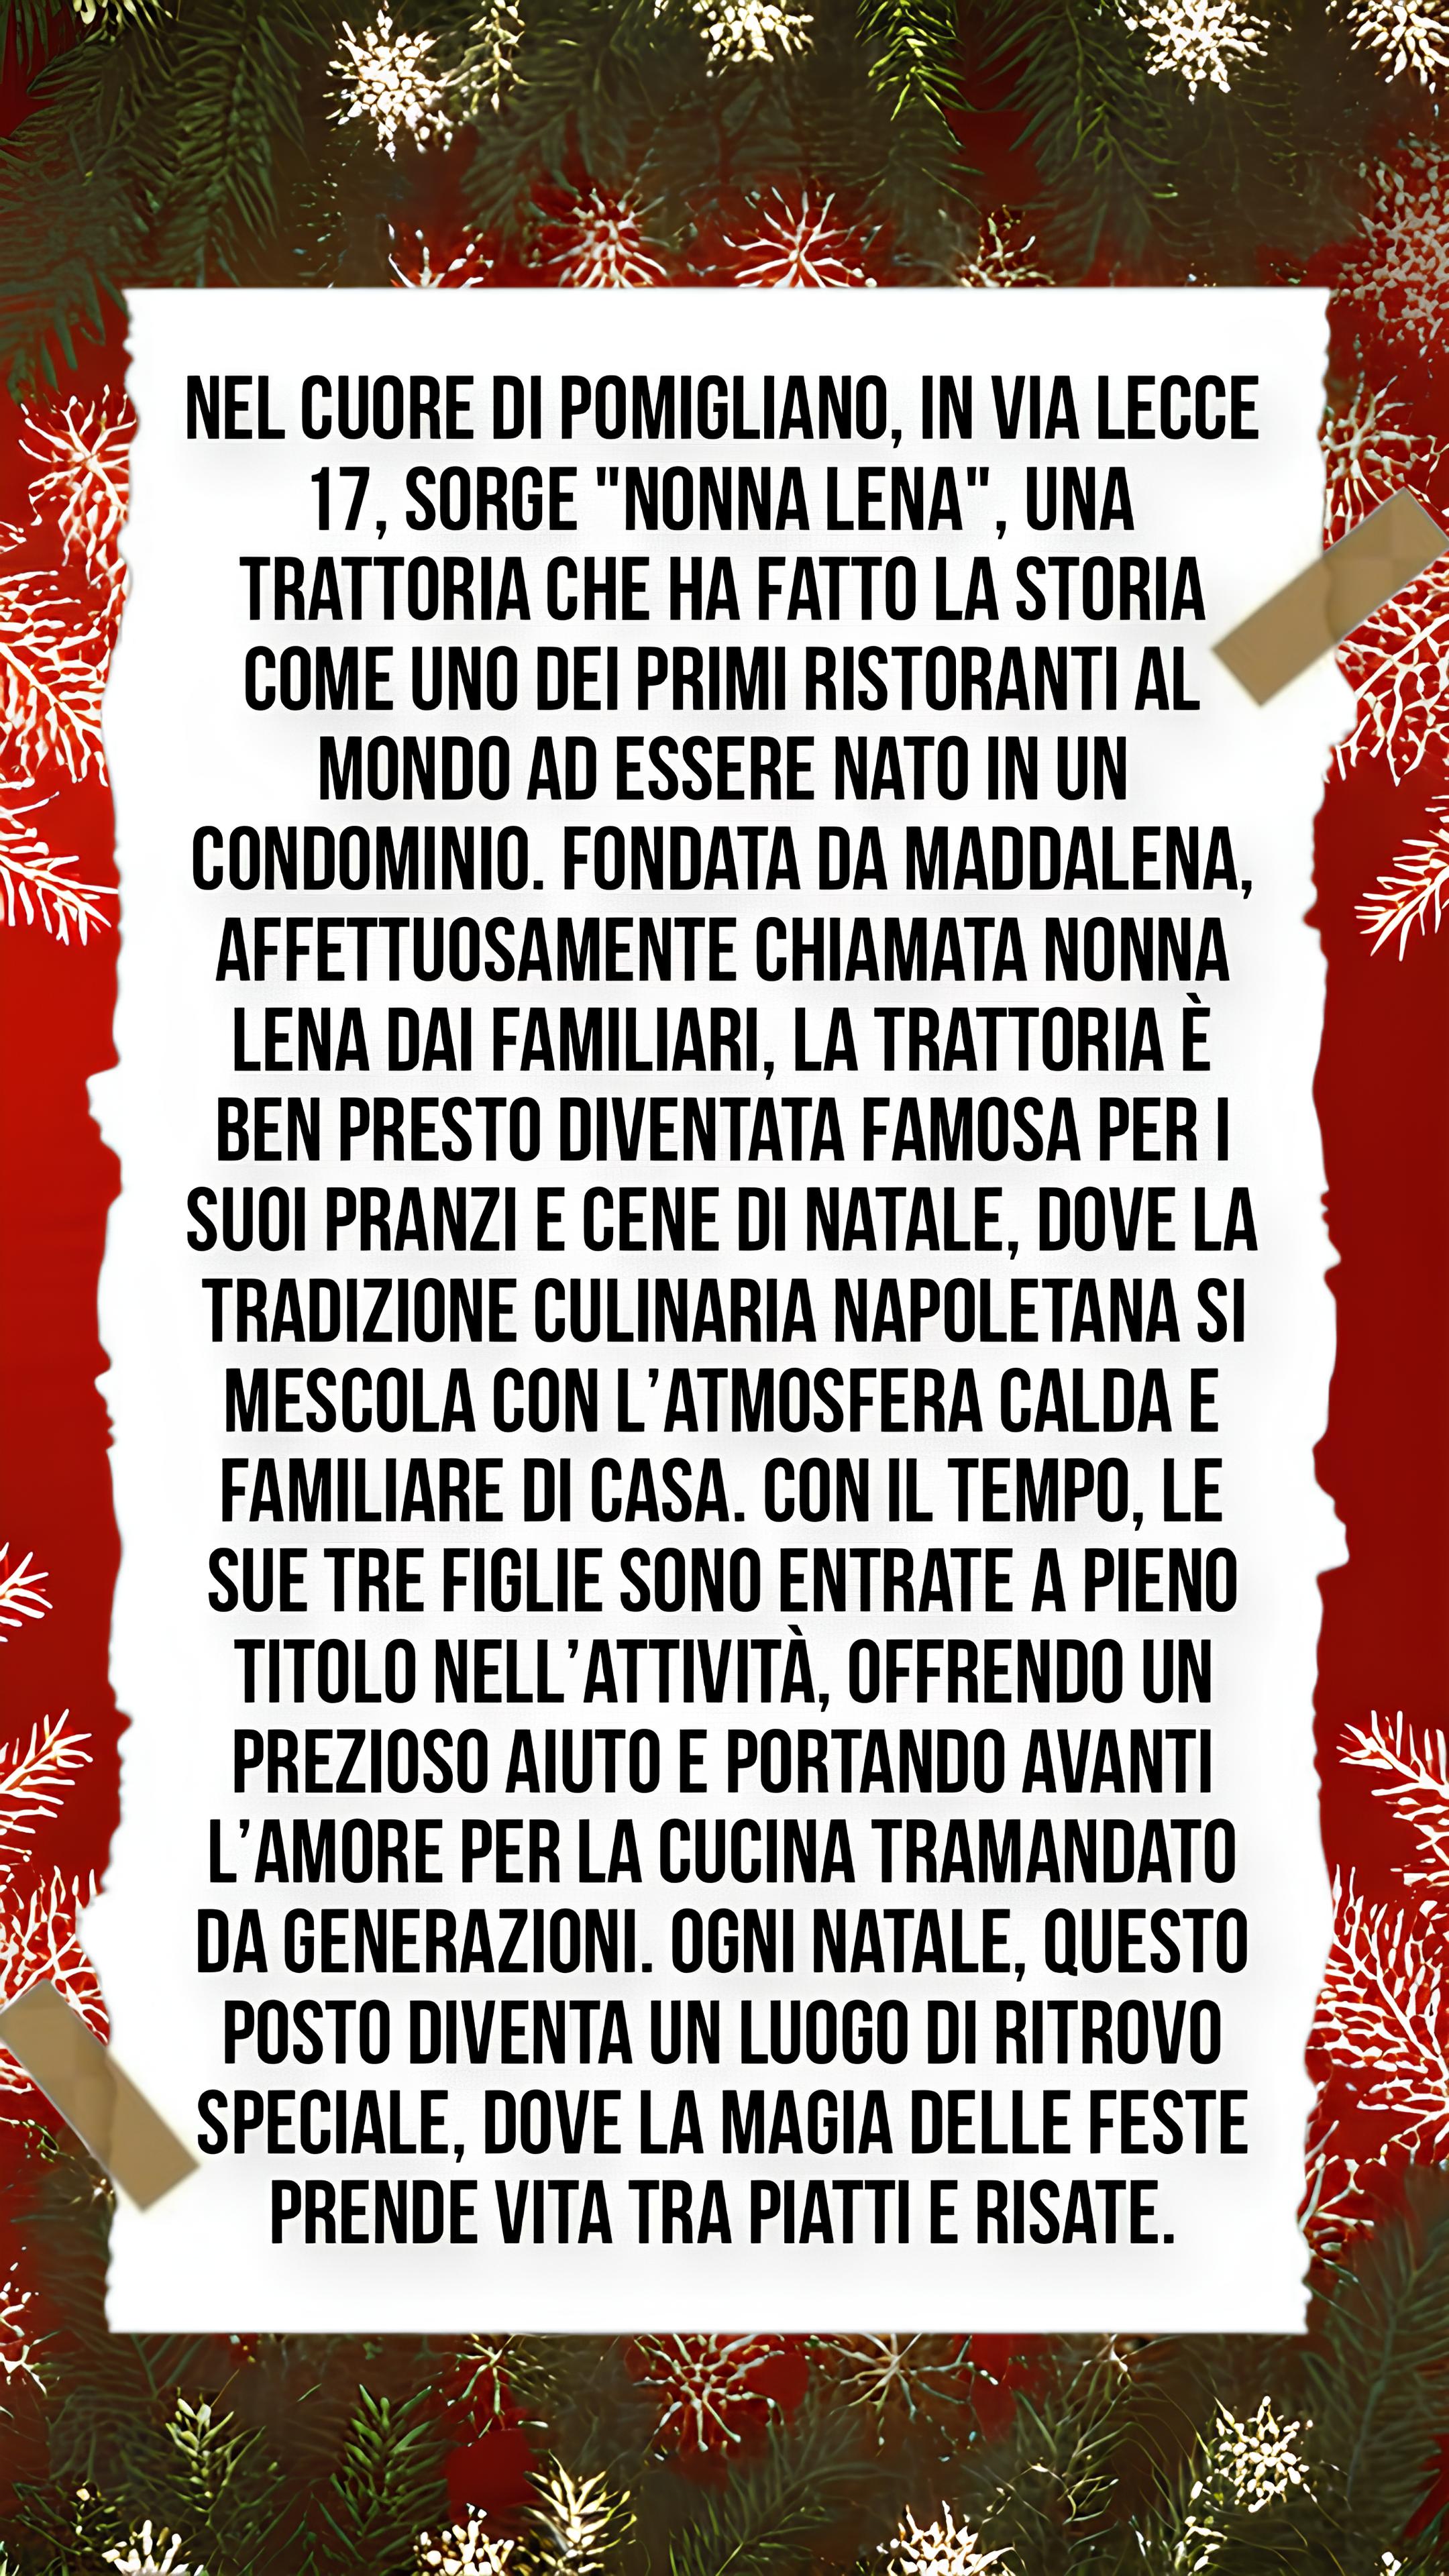 NEL CUORE DI POMIGLIANO, IN VIA LECCE
17, SORGE "NONNA LENA", UNA
TRATTORIA CHE HA FATTO LA STORIA
COME UNO DEI PRIMI RISTORANTI AL
MONDO AD ESSERE NATO IN UN
CONDOMINIO. FONDATA DA MADDALENA,
AFFETTUOSAMENTE CHIAMATA NONNA
LENA DAI FAMILIARI, LA TRATTORIA È
BEN PRESTO DIVENTATA FAMOSA PER I
SUOI PRANZI E CENE DI NATALE, DOVE LA
TRADIZIONE CULINARIA NAPOLETANA SI
MESCOLA CON L’ATMOSFERA CALDA E
FAMILIARE DI CASA. CON IL TEMPO, LE
SUE TRE FIGLIE SONO ENTRATE A PIENO
TITOLO NELL’ATTIVITÀ, OFFRENDO UN
PREZIOSO AIUTO E PORTANDO AVANTI
L’AMORE PER LA CUCINA TRAMANDATO
DA GENERAZIONI. OGNI NATALE, QUESTO
POSTO DIVENTA UN LUOGO DI RITROVO
SPECIALE, DOVE LA MAGIA DELLE FESTE
PRENDE VITA TRA PIATTI E RISATE.